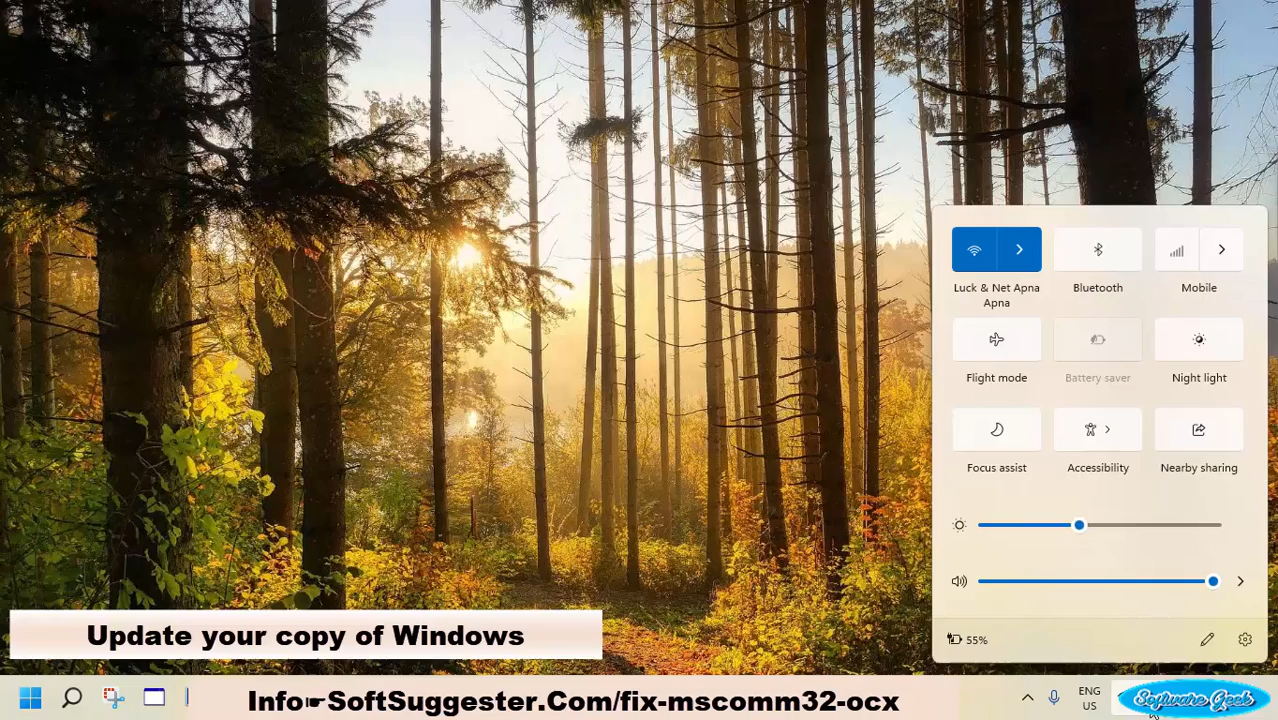 Luck & Net Apna
Apna
Bluetooth
Mobile
Flight mode
Battery saver
Night light
Focus assist
Accessibility
Nearby sharing
55%
Update your copy of Windows
Info☛SoftSuggester.Com/fix-mscomm32-ocx
ENG
US
Software Geek